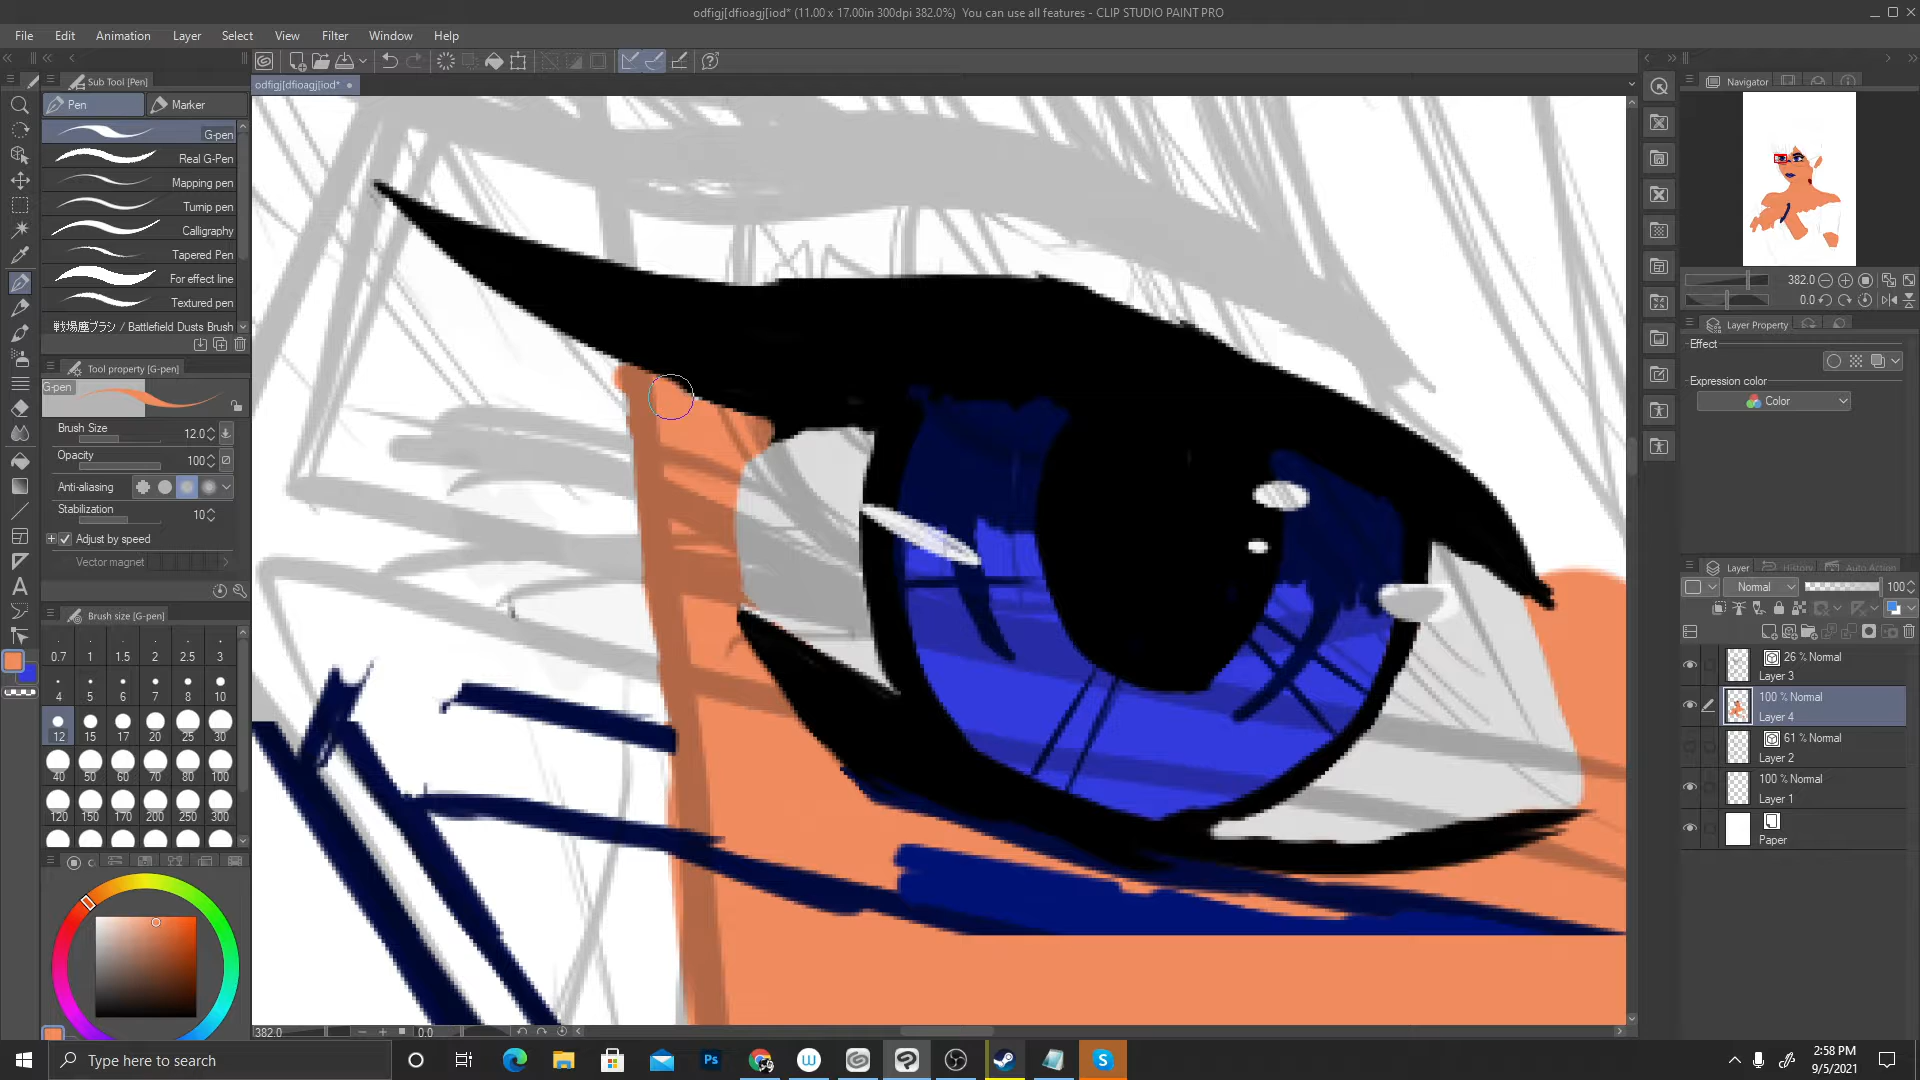 odfigj[dfioagj[iod* (11.00 x 17.00in 300dpi 382.0%)  You can use all features - CLIP STUDIO PAINT PRO
File Edit Animation Layer Select View Filter Window Help
Sub Tool [Pen]
odfigj[dfioagj[iod*
Navigator
Pen Marker
G-pen
Real G-Pen
Mapping pen
Turnip pen
Calligraphy
Tapered Pen
For effect line
Textured pen
戦場塵ブラシ / Battlefield Dusts Brush
Tool property [G-pen]
G-pen
Brush Size 12.0
Opacity 100
Anti-aliasing
Stabilization 10
Adjust by speed
Vector magnet
Brush size [G-pen]
0.7 1 1.5 2 2.5 3
4 5 6 7 8 10
12 15 17 20 25 30
40 50 60 70 80 100
120 150 170 200 250 300
382.0 0.0
382.0
0.0
Layer Property
Effect
Expression color
Color
Layer History Auto Action
Normal 100
26 % Normal
Layer 3
100 % Normal
Layer 4
61 % Normal
Layer 2
100 % Normal
Layer 1
Paper
Type here to search
Ps
W
S
2:58 PM
9/5/2021